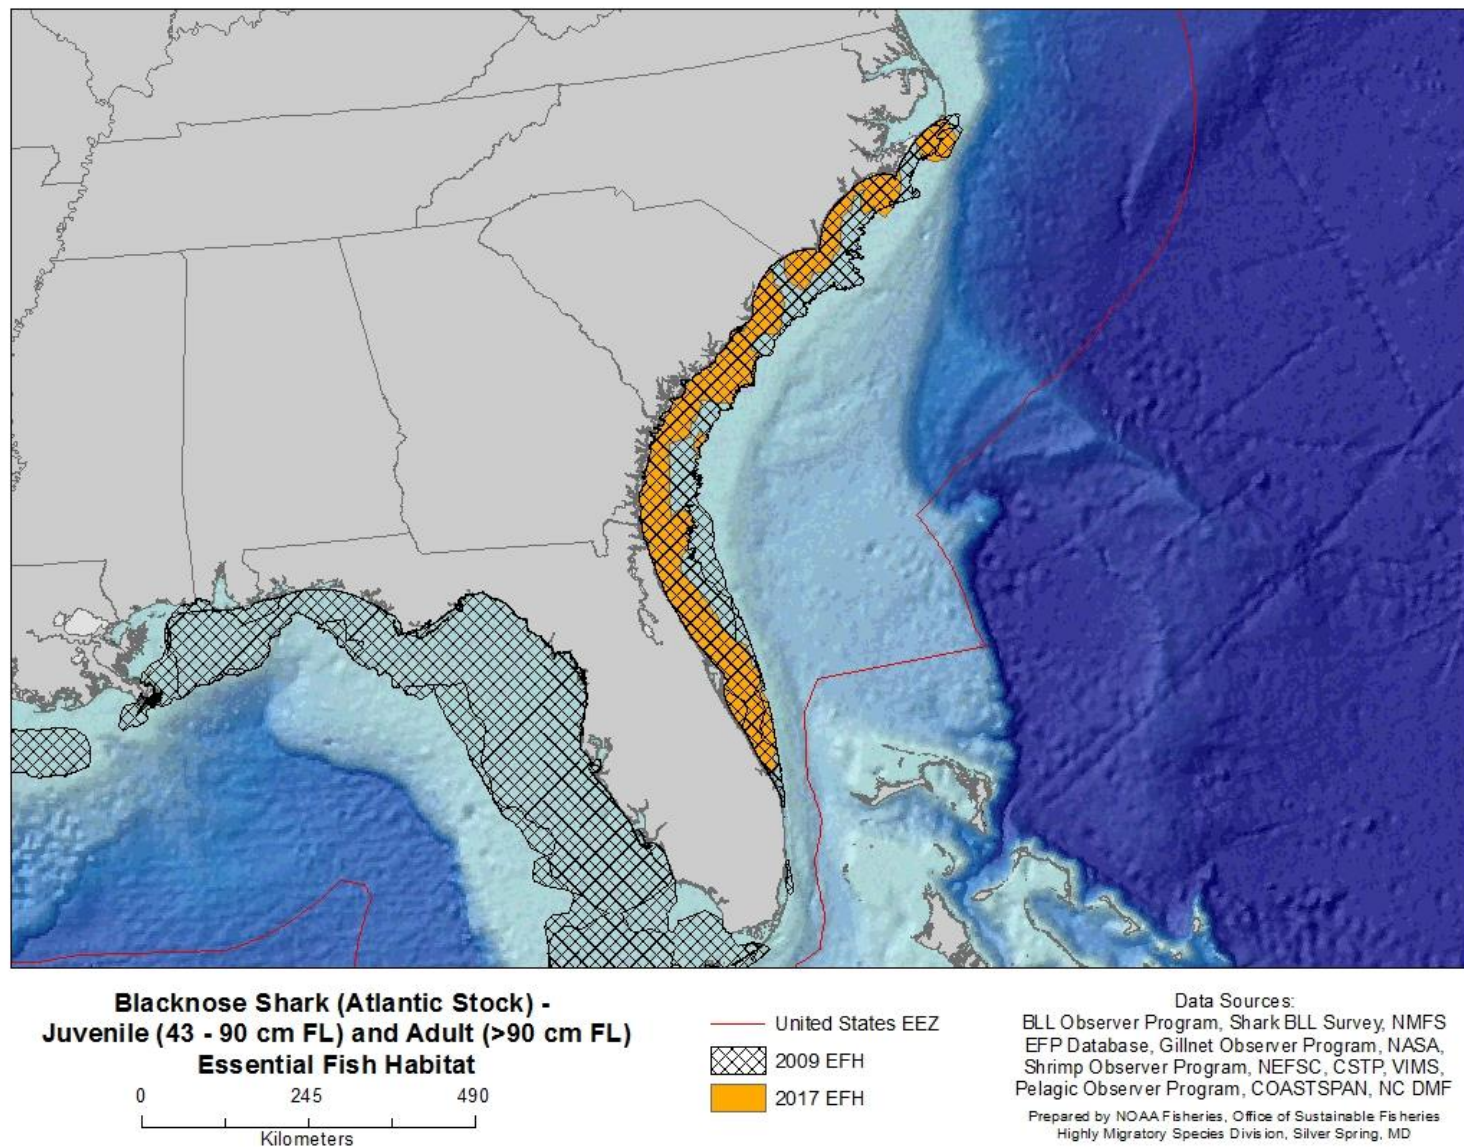 Blacknose Shark (Atlantic Stock) -
Juvenile (43 - 90 cm FL) and Adult (>90 cm FL)
Essential Fish Habitat
0 245 490
Kilometers
United States EEZ
2009 EFH
2017 EFH
Data Sources:
BLL Observer Program, Shark BLL Survey, NMFS
EFP Database, Gillnet Observer Program, NASA,
Shrimp Observer Program, NEFSC, CSTP, VIMS,
Pelagic Observer Program, COASTSPAN, NC DMF
Prepared by NOAA Fisheries, Office of Sustainable Fisheries
Highly Migratory Species Division, Silver Spring, MD